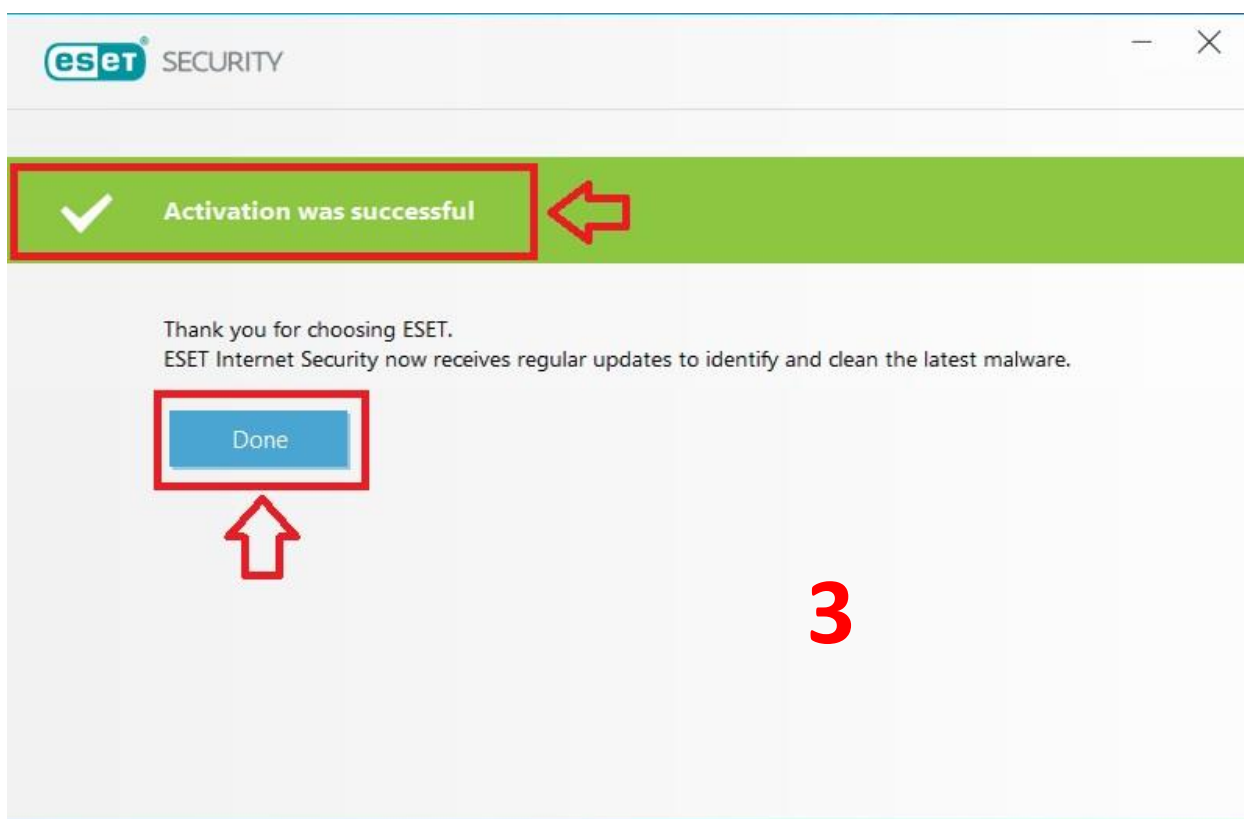 eseT® SECURITY
Activation was successful
Thank you for choosing ESET.
ESET Internet Security now receives regular updates to identify and clean the latest malware.
Done
3